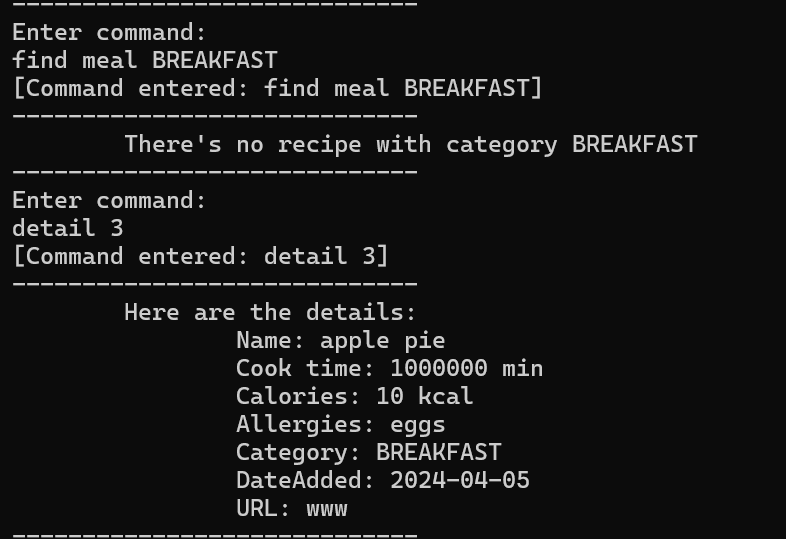 ------------------------------
Enter command:
find meal BREAKFAST
[Command entered: find meal BREAKFAST]
------------------------------
There's no recipe with category BREAKFAST
------------------------------
Enter command:
detail 3
[Command entered: detail 3]
------------------------------
Here are the details:
Name: apple pie
Cook time: 1000000 min
Calories: 10 kcal
Allergies: eggs
Category: BREAKFAST
DateAdded: 2024-04-05
URL: www
------------------------------